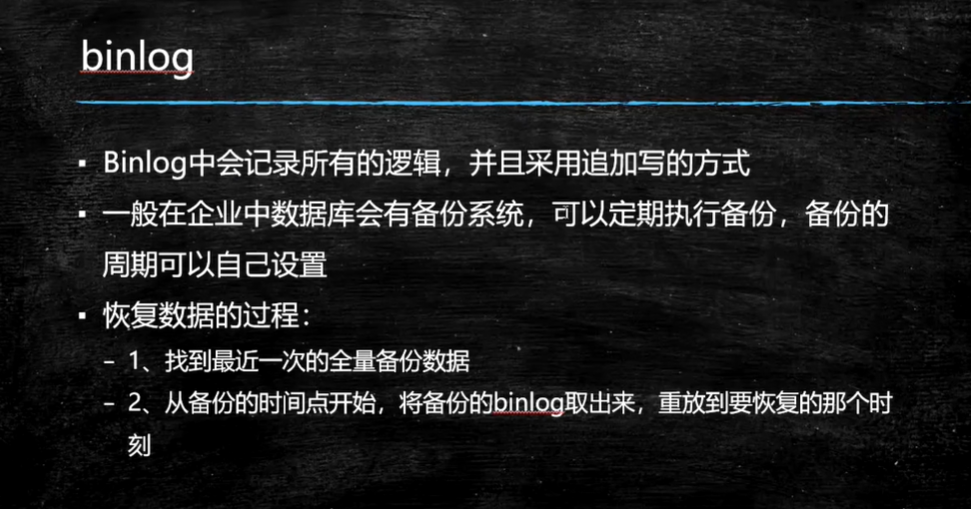 binlog
▪ Binlog中会记录所有的逻辑，并且采用追加写的方式
▪ 一般在企业中数据库会有备份系统，可以定期执行备份，备份的
周期可以自己设置
▪ 恢复数据的过程：
– 1、找到最近一次的全量备份数据
– 2、从备份的时间点开始，将备份的binlog取出来，重放到要恢复的那个时
刻